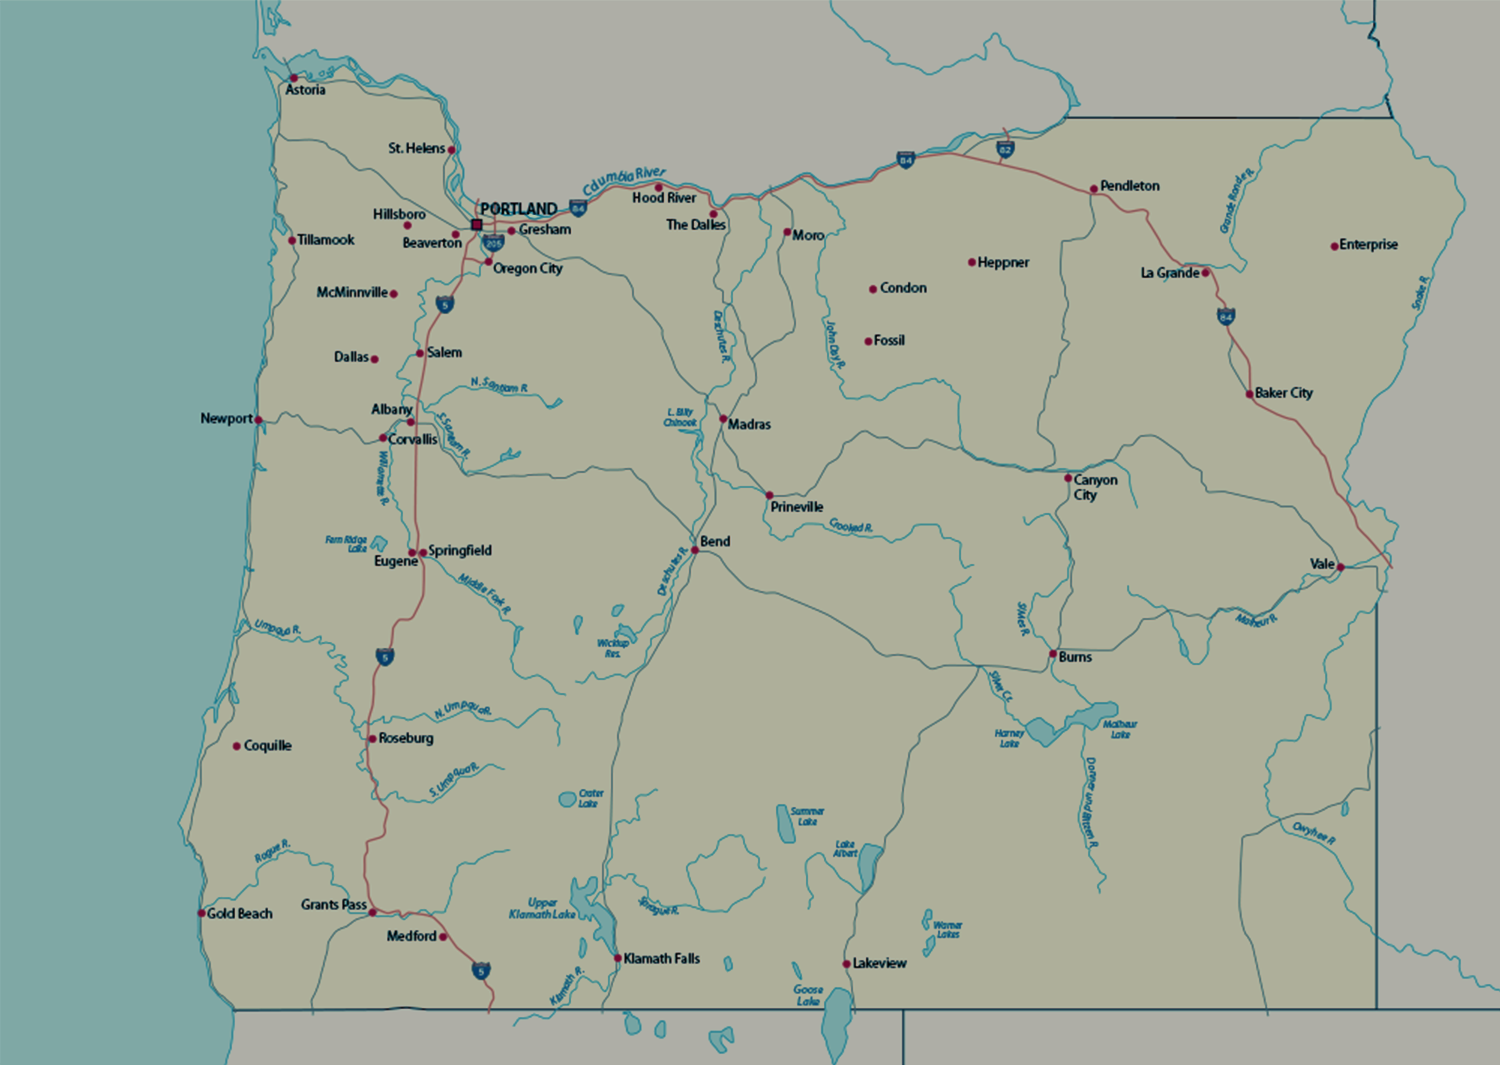 Astoria
St. Helens
82
84
Columbia River
Pendleton
Hood River
84
PORTLAND
Hillsboro
The Dalles
Grande Ronde R.
Gresham
Moro
Beaverton
205
Tillamook
Enterprise
Oregon City
Heppner
La Grande
McMinnville
Condon
Snake R.
5
84
Deschutes R.
John Day R.
Fossil
Salem
Dallas
N. Santiam R.
Baker City
Albany
L. Billy
Chinook
Newport
Madras
S. Santiam R.
Corvallis
Willamette R.
Canyon
City
Prineville
Crooked R.
Fern Ridge
Lake
Bend
Springfield
Eugene
Vale
Deschutes R.
Middle Fork R.
Silvies R.
Malheur R.
Umpqua R.
Wickiup
Res.
5
Burns
Silver Cr.
N. Umpqua R.
Malheur
Lake
Harney
Lake
Roseburg
Coquille
S. Umpqua R.
Donner und Blitzen R.
Crater
Lake
Summer
Lake
Owyhee R.
Rogue R.
Lake
Albert
Grants Pass
Upper
Klamath Lake
Sprague R.
Gold Beach
Warner
Lakes
Medford
Klamath Falls
Lakeview
5
Klamath R.
Goose
Lake